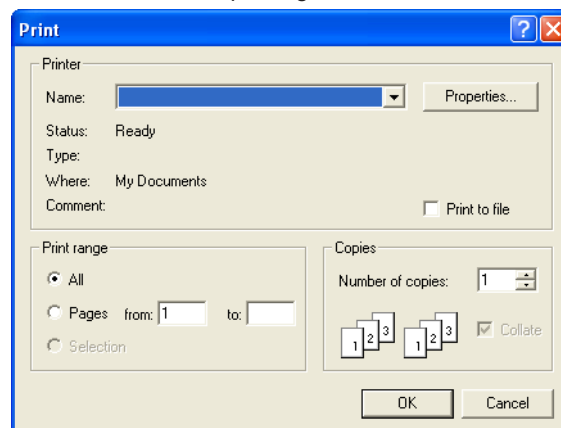 Print
Printer
Name:
Properties...
Status: Ready
Type:
Where: My Documents
Comment:
Print to file
Print range
All
Pages from: 1 to:
Selection
Copies
Number of copies: 1
1 2 3 1 2 3
Collate
OK Cancel